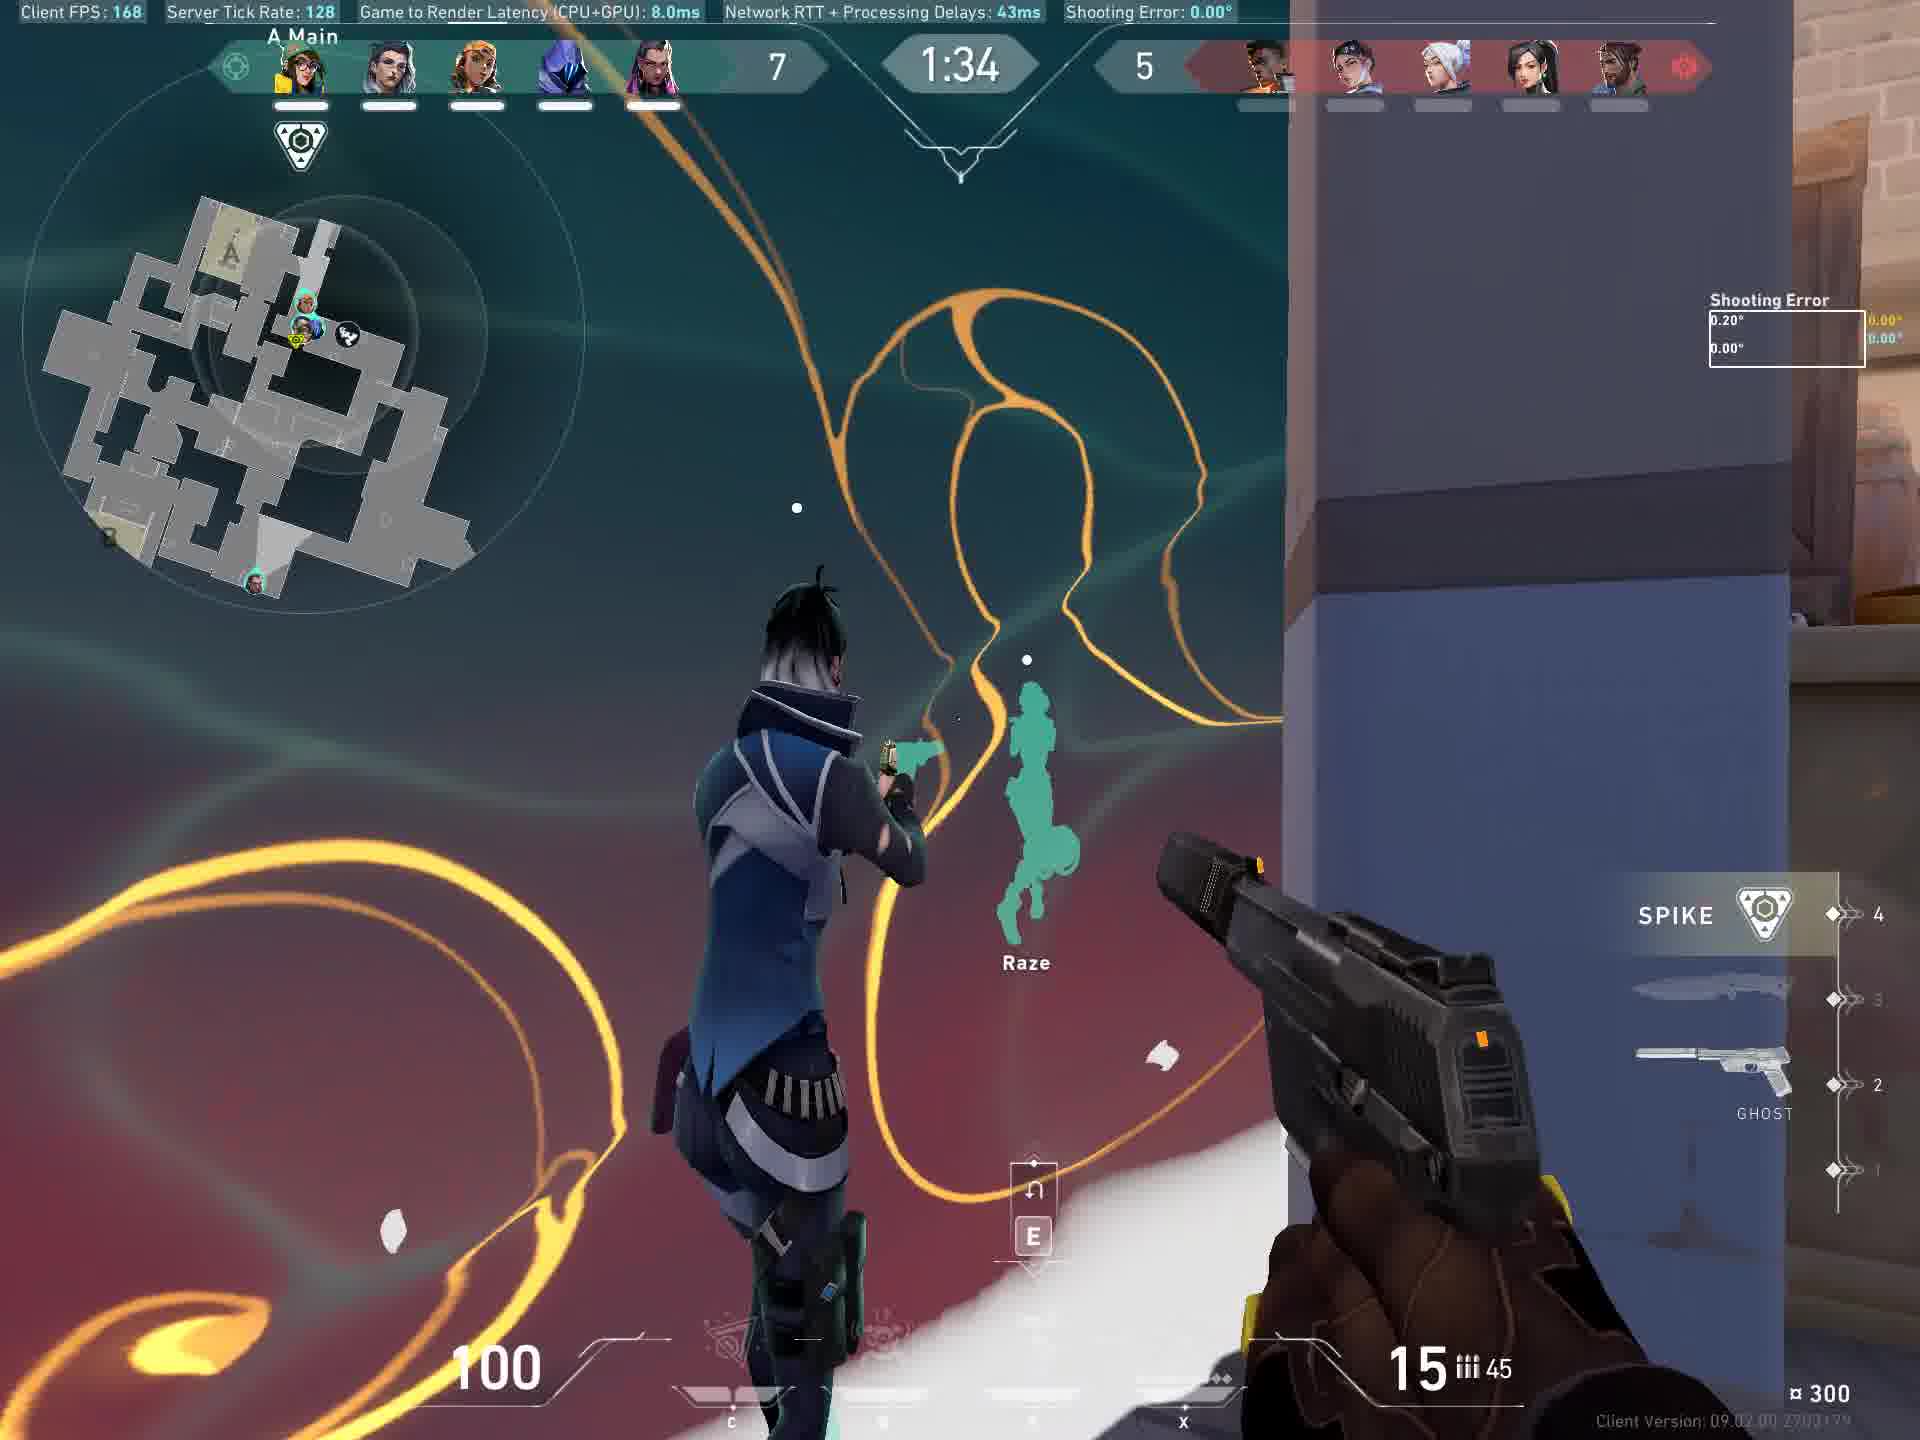 Client FPS: 168 Server Tick Rate: 128 Game to Render Latency (CPU+GPU): 8.0ms Network RTT + Processing Delays: 43ms Shooting Error: 0.00°
A Main
7 1:34 5
A
Shooting Error
0.20° 0.00°
0.00°
0.00°
B
SPIKE 4
Raze
3
2
GHOST
1
E
100
15 45
¤ 300
C X